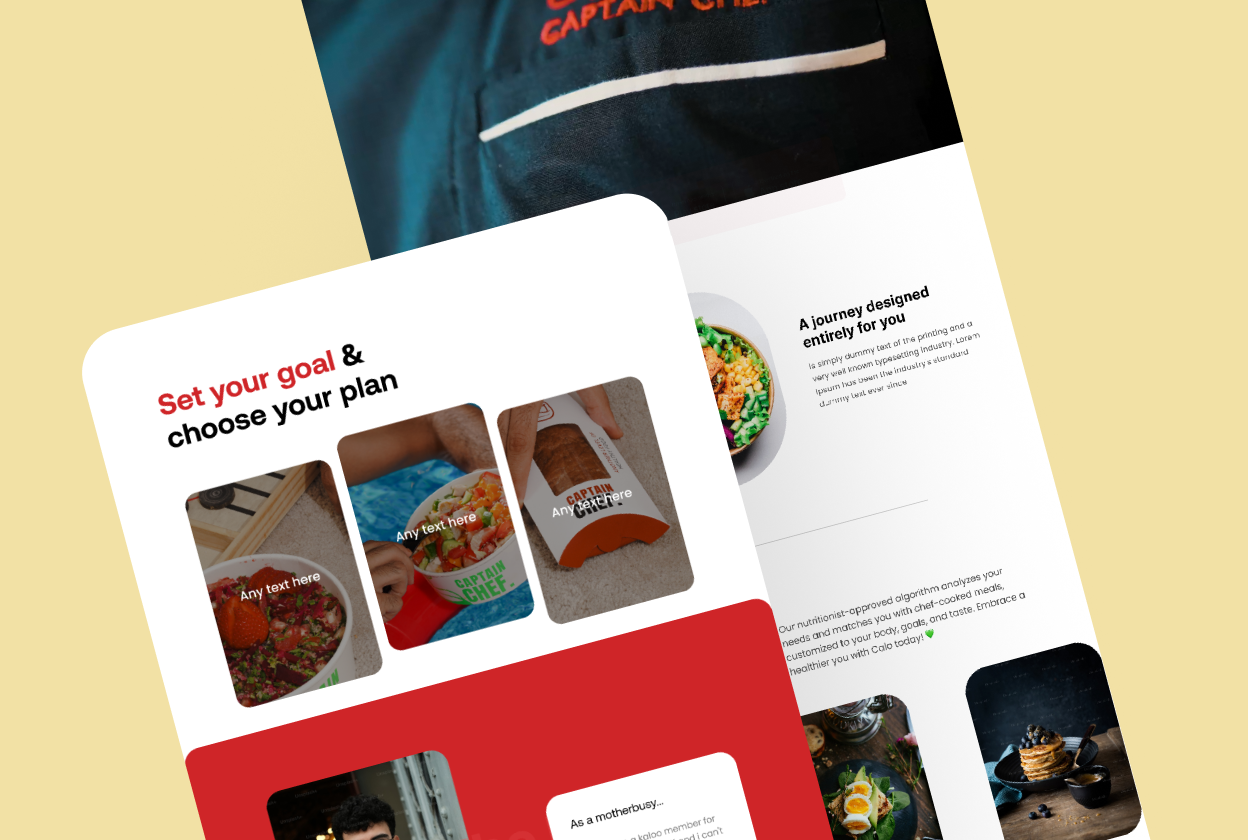 CAPTAIN CHEF
A journey designed
entirely for you
is simply dummy text of the printing and a
very well known typesetting industry. Lorem
Ipsum has been the industry's standard
dummy text ever since
Set your goal &
choose your plan
Any text here
Any text here
CAPTAIN
CHEF.
Any text here
CAPTAIN
CHEF.
Our nutritionist-approved algorithm analyzes your
needs and matches you with chef-cooked meals,
customized to your body, goals, and taste. Embrace a
healthier you with Calo today! 💚
As a motherbusy...
a kaloo member for
and i can't